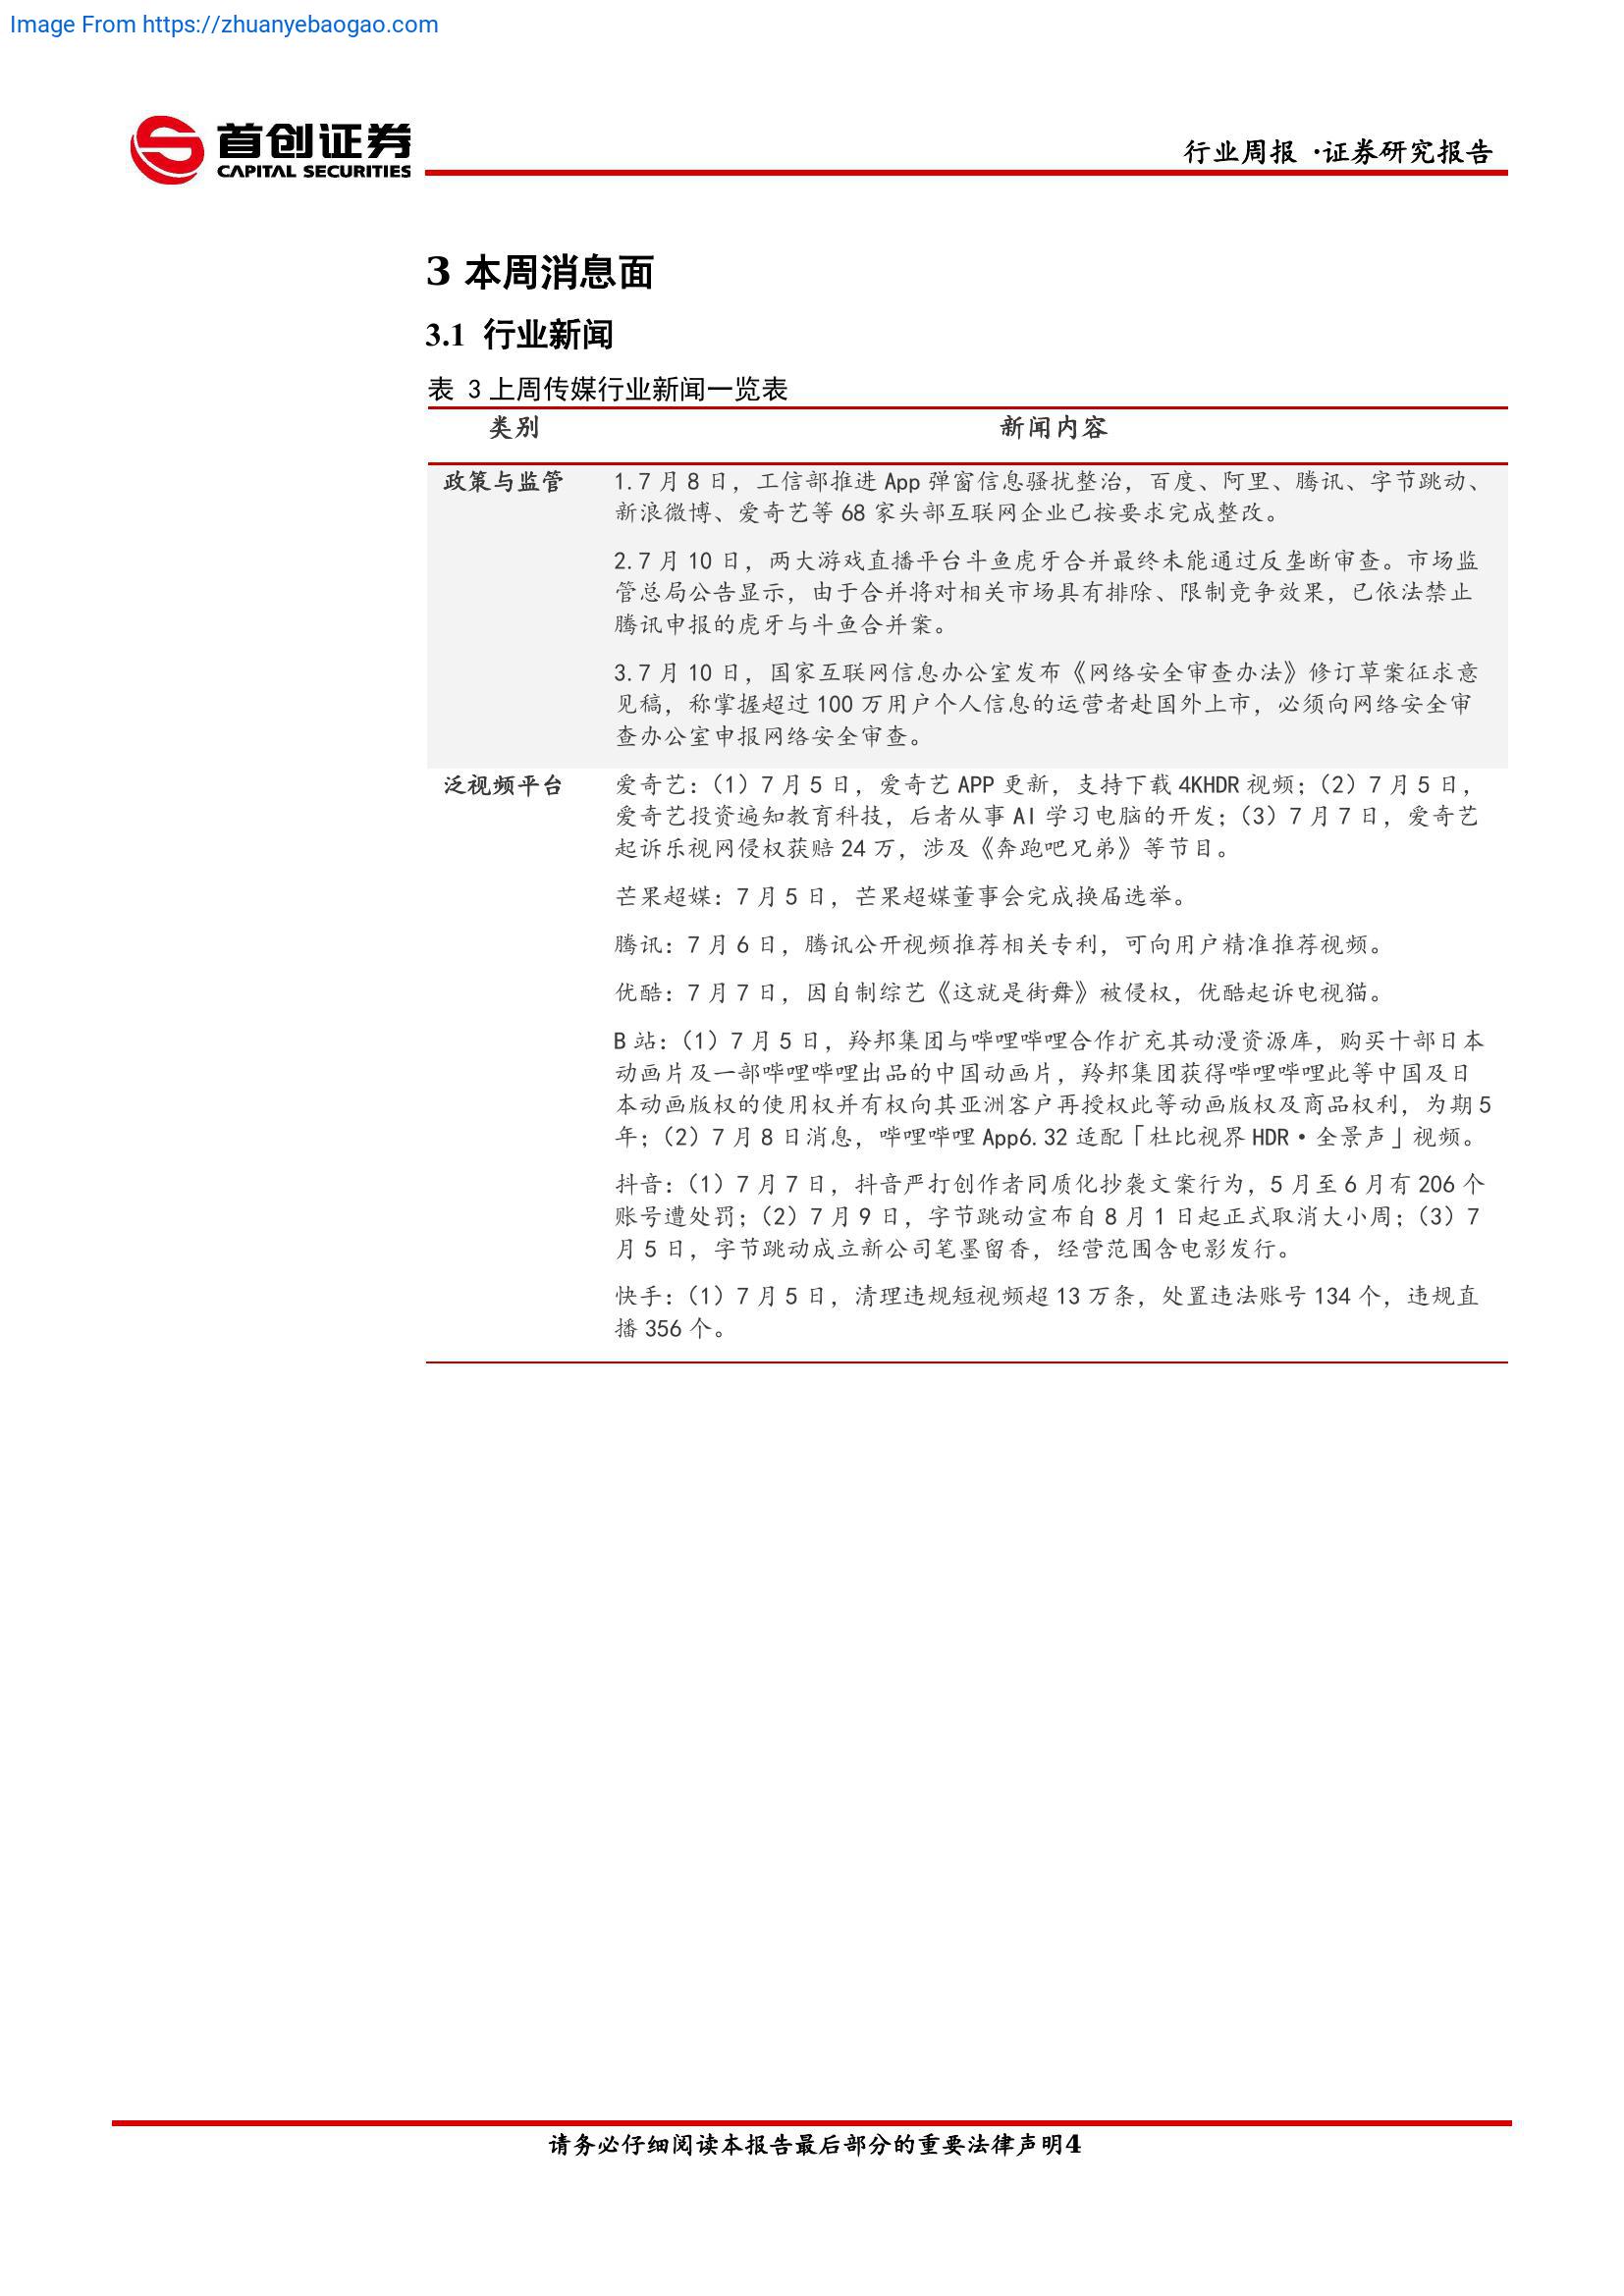 Image From https://zhuanyebaogao.com
首创证券
CAPITAL SECURITIES
行业周报 ·证券研究报告
3 本周消息面
3.1 行业新闻
表 3 上周传媒行业新闻一览表
类别 新闻内容
政策与监管 1.7 月 8 日，工信部推进 App 弹窗信息骚扰整治，百度、阿里、腾讯、字节跳动、
新浪微博、爱奇艺等 68 家头部互联网企业已按要求完成整改。
2.7 月 10 日，两大游戏直播平台斗鱼虎牙合并最终未能通过反垄断审查。市场监
管总局公告显示，由于合并将对相关市场具有排除、限制竞争效果，已依法禁止
腾讯申报的虎牙与斗鱼合并案。
3.7 月 10 日，国家互联网信息办公室发布《网络安全审查办法》修订草案征求意
见稿，称掌握超过 100 万用户个人信息的运营者赴国外上市，必须向网络安全审
查办公室申报网络安全审查。
泛视频平台 爱奇艺：（1）7 月 5 日，爱奇艺 APP 更新，支持下载 4KHDR 视频；（2）7 月 5 日，
爱奇艺投资遍知教育科技，后者从事 AI 学习电脑的开发；（3）7 月 7 日，爱奇艺
起诉乐视网侵权获赔 24 万，涉及《奔跑吧兄弟》等节目。
芒果超媒：7 月 5 日，芒果超媒董事会完成换届选举。
腾讯：7 月 6 日，腾讯公开视频推荐相关专利，可向用户精准推荐视频。
优酷：7 月 7 日，因自制综艺《这就是街舞》被侵权，优酷起诉电视猫。
B 站：（1）7 月 5 日，羚邦集团与哔哩哔哩合作扩充其动漫资源库，购买十部日本
动画片及一部哔哩哔哩出品的中国动画片，羚邦集团获得哔哩哔哩此等中国及日
本动画版权的使用权并有权向其亚洲客户再授权此等动画版权及商品权利，为期 5
年；（2）7 月 8 日消息，哔哩哔哩 App6.32 适配「杜比视界 HDR·全景声」视频。
抖音：（1）7 月 7 日，抖音严打创作者同质化抄袭文案行为，5 月至 6 月有 206 个
账号遭处罚；（2）7 月 9 日，字节跳动宣布自 8 月 1 日起正式取消大小周；（3）7
月 5 日，字节跳动成立新公司笔墨留香，经营范围含电影发行。
快手：（1）7 月 5 日，清理违规短视频超 13 万条，处置违法账号 134 个，违规直
播 356 个。
请务必仔细阅读本报告最后部分的重要法律声明4